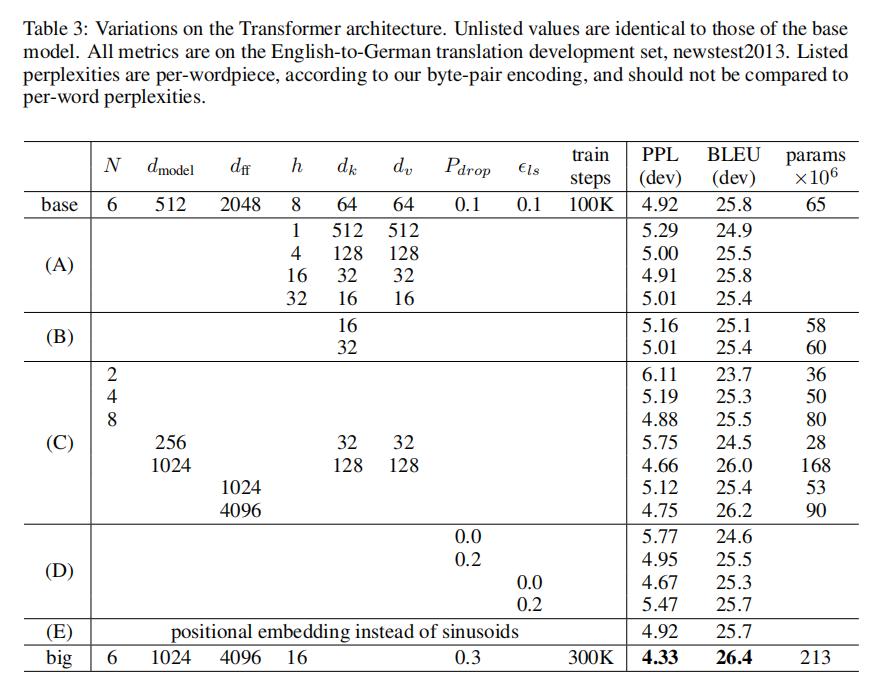 Table 3: Variations on the Transformer architecture. Unlisted values are identical to those of the base
model. All metrics are on the English-to-German translation development set, newstest2013. Listed
perplexities are per-wordpiece, according to our byte-pair encoding, and should not be compared to
per-word perplexities.
N d_model d_ff h d_k d_v P_drop ϵ_ls train steps PPL (dev) BLEU (dev) params ×10^6
base 6 512 2048 8 64 64 0.1 0.1 100K 4.92 25.8 65
(A)
1 512 512 5.29 24.9
4 128 128 5.00 25.5
16 32 32 4.91 25.8
32 16 16 5.01 25.4
(B)
16 5.16 25.1 58
32 5.01 25.4 60
(C)
2 6.11 23.7 36
4 5.19 25.3 50
8 4.88 25.5 80
256 32 32 5.75 24.5 28
1024 128 128 4.66 26.0 168
1024 5.12 25.4 53
4096 4.75 26.2 90
(D)
0.0 5.77 24.6
0.2 4.95 25.5
0.0 4.67 25.3
0.2 5.47 25.7
(E) positional embedding instead of sinusoids 4.92 25.7
big 6 1024 4096 16 0.3 300K 4.33 26.4 213